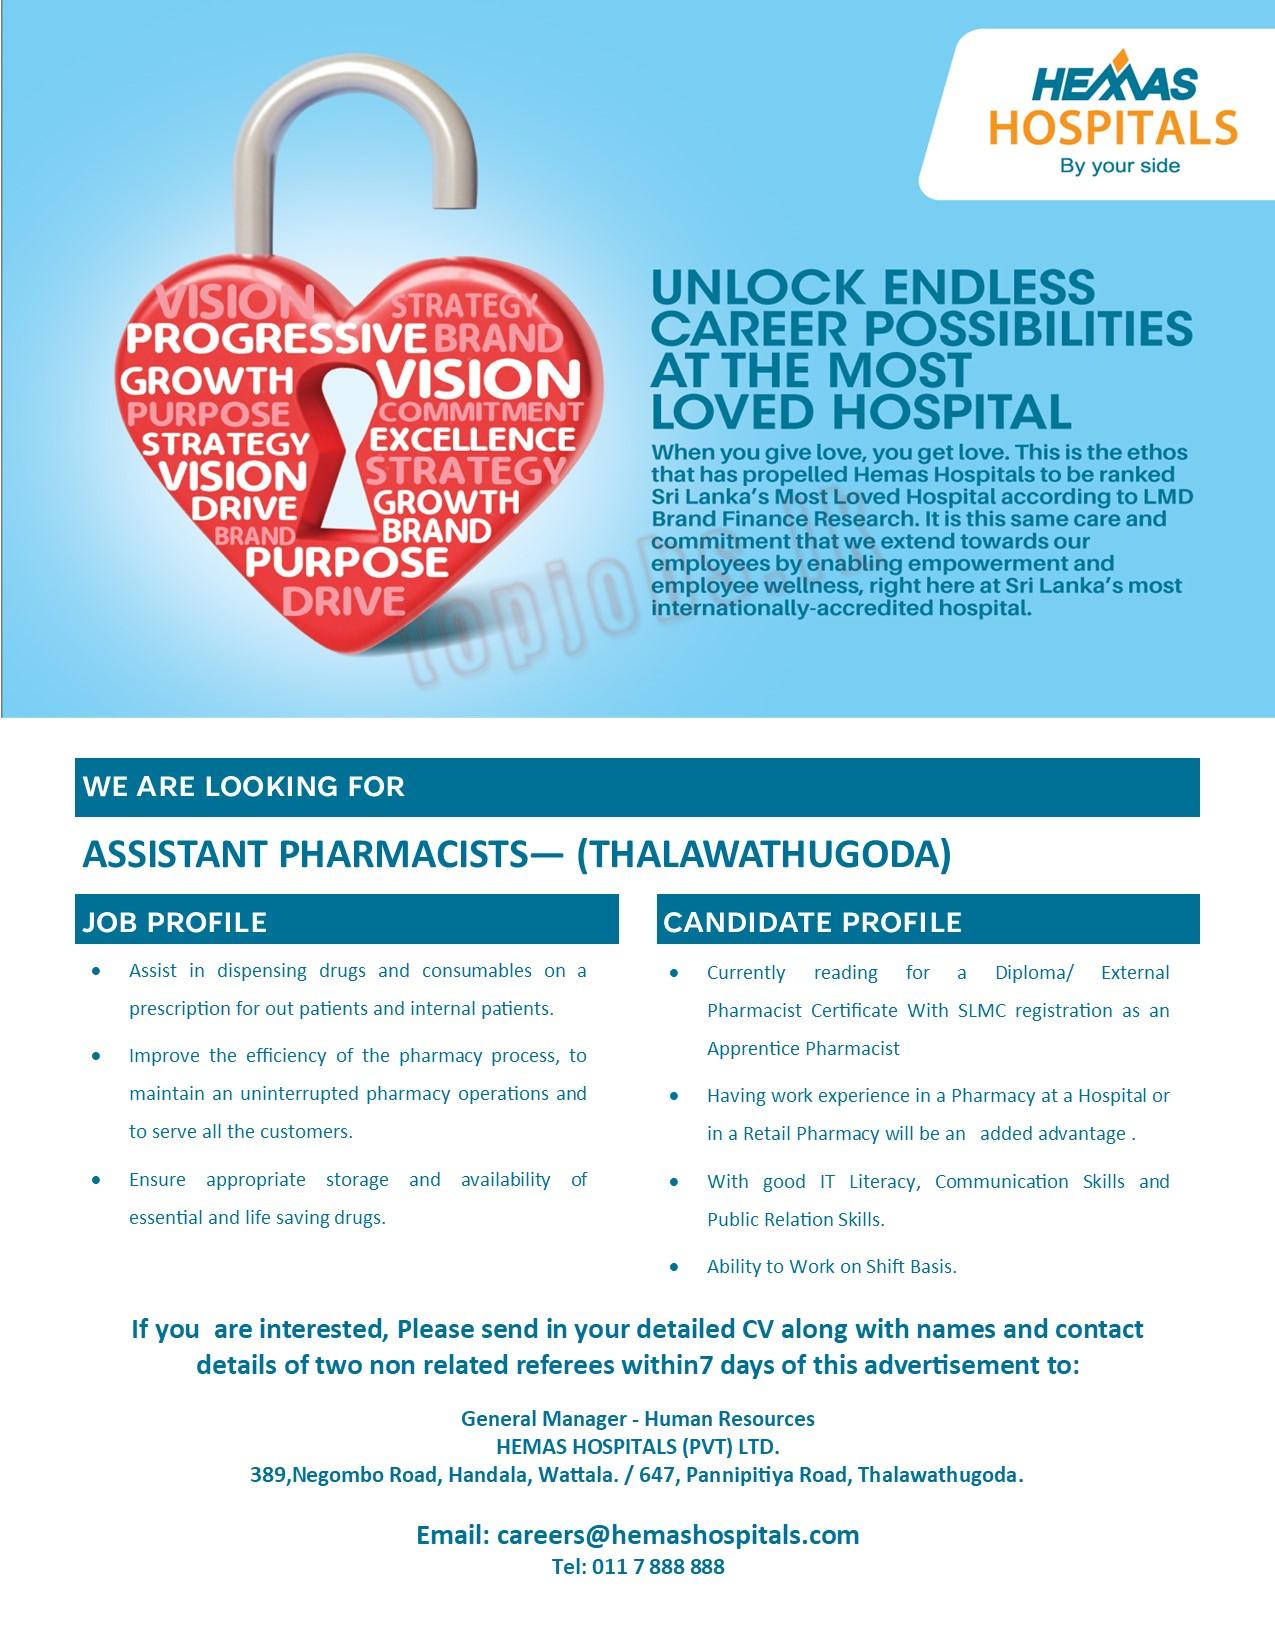 HEMAS
HOSPITALS
By your side
VISION STRATEGY
PROGRESSIVE BRAND
GROWTH VISION
PURPOSE COMMITMENT
STRATEGY EXCELLENCE
VISION STRATEGY
DRIVE GROWTH
BRAND BRAND
PURPOSE
DRIVE
UNLOCK ENDLESS
CAREER POSSIBILITIES
AT THE MOST
LOVED HOSPITAL
When you give love, you get love. This is the ethos
that has propelled Hemas Hospitals to be ranked
Sri Lanka's Most Loved Hospital according to LMD
Brand Finance Research. It is this same care and
commitment that we extend towards our
employees by enabling empowerment and
employee wellness, right here at Sri Lanka's most
internationally-accredited hospital.
Topjobs.lk
WE ARE LOOKING FOR
ASSISTANT PHARMACISTS— (THALAWATHUGODA)
JOB PROFILE
• Assist in dispensing drugs and consumables on a
prescription for out patients and internal patients.
• Improve the efficiency of the pharmacy process, to
maintain an uninterrupted pharmacy operations and
to serve all the customers.
• Ensure appropriate storage and availability of
essential and life saving drugs.
CANDIDATE PROFILE
• Currently reading for a Diploma/ External
Pharmacist Certificate With SLMC registration as an
Apprentice Pharmacist
• Having work experience in a Pharmacy at a Hospital or
in a Retail Pharmacy will be an added advantage .
• With good IT Literacy, Communication Skills and
Public Relation Skills.
• Ability to Work on Shift Basis.
If you are interested, Please send in your detailed CV along with names and contact
details of two non related referees within7 days of this advertisement to:
General Manager - Human Resources
HEMAS HOSPITALS (PVT) LTD.
389,Negombo Road, Handala, Wattala. / 647, Pannipitiya Road, Thalawathugoda.
Email: careers@hemashospitals.com
Tel: 011 7 888 888